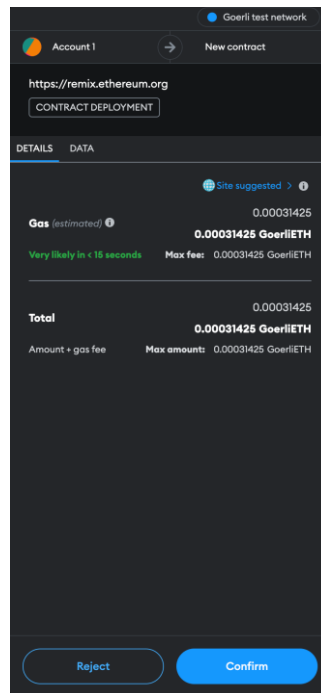 Goerli test network
Account 1
New contract
https://remix.ethereum.org
CONTRACT DEPLOYMENT
DETAILS DATA
Site suggested >
0.00031425
Gas (estimated)
0.00031425 GoerliETH
Very likely in < 15 seconds Max fee: 0.00031425 GoerliETH
0.00031425
Total
0.00031425 GoerliETH
Amount + gas fee Max amount: 0.00031425 GoerliETH
Reject Confirm